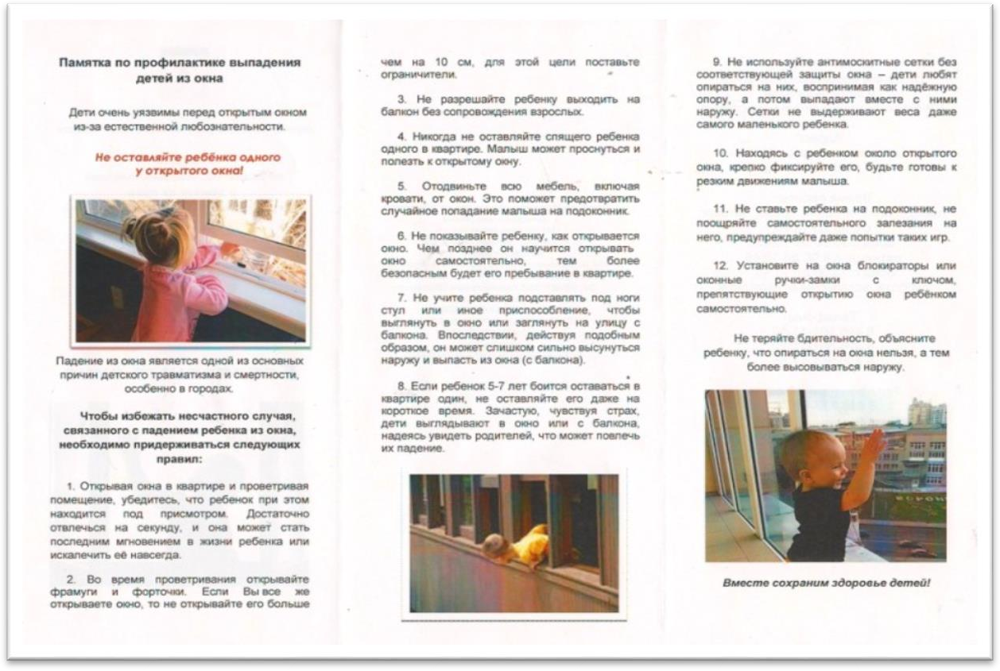 Памятка по профилактике выпадения
детей из окна
Дети очень уязвимы перед открытым окном
из-за естественной любознательности.
Не оставляйте ребёнка одного
у открытого окна!
Падение из окна является одной из основных
причин детского травматизма и смертности,
особенно в городах.
Чтобы избежать несчастного случая,
связанного с падением ребенка из окна,
необходимо придерживаться следующих
правил:
1. Открывая окна в квартире и проветривая
помещение, убедитесь, что ребенок при этом
находится под присмотром. Достаточно
отвлечься на секунду, и она может стать
последним мгновением в жизни ребенка или
искалечить её навсегда.
2. Во время проветривания открывайте
фрамуги и форточки. Если Вы все же
открываете окно, то не открывайте его больше
чем на 10 см, для этой цели поставьте
ограничители.
3. Не разрешайте ребенку выходить на
балкон без сопровождения взрослых.
4. Никогда не оставляйте спящего ребенка
одного в квартире. Малыш может проснуться и
полезть к открытому окну.
5. Отодвиньте всю мебель, включая
кровати, от окон. Это поможет предотвратить
случайное попадание малыша на подоконник.
6. Не показывайте ребенку, как открывается
окно. Чем позднее он научится открывать
окно самостоятельно, тем более
безопасным будет его пребывание в квартире.
7. Не учите ребенка подставлять под ноги
стул или иное приспособление, чтобы
выглянуть в окно или заглянуть на улицу с
балкона. Впоследствии, действуя подобным
образом, он может слишком сильно высунуться
наружу и выпасть из окна (с балкона).
8. Если ребенок 5-7 лет боится оставаться в
квартире один, не оставляйте его даже на
короткое время. Зачастую, чувствуя страх,
дети выглядывают в окно или с балкона,
надеясь увидеть родителей, что может повлечь
их падение.
9. Не используйте антимоскитные сетки без
соответствующей защиты окна – дети любят
опираться на них, воспринимая как надёжную
опору, а потом выпадают вместе с ними
наружу. Сетки не выдерживают веса даже
самого маленького ребенка.
10. Находясь с ребенком около открытого
окна, крепко фиксируйте его, будьте готовы к
резким движениям малыша.
11. Не ставьте ребенка на подоконник, не
поощряйте самостоятельного залезания на
него, предупреждайте даже попытки таких игр.
12. Установите на окна блокираторы или
оконные ручки-замки с ключом,
препятствующие открытию окна ребёнком
самостоятельно.
Не теряйте бдительность, объясните
ребенку, что опираться на окна нельзя, а тем
более высовываться наружу.
Вместе сохраним здоровье детей!